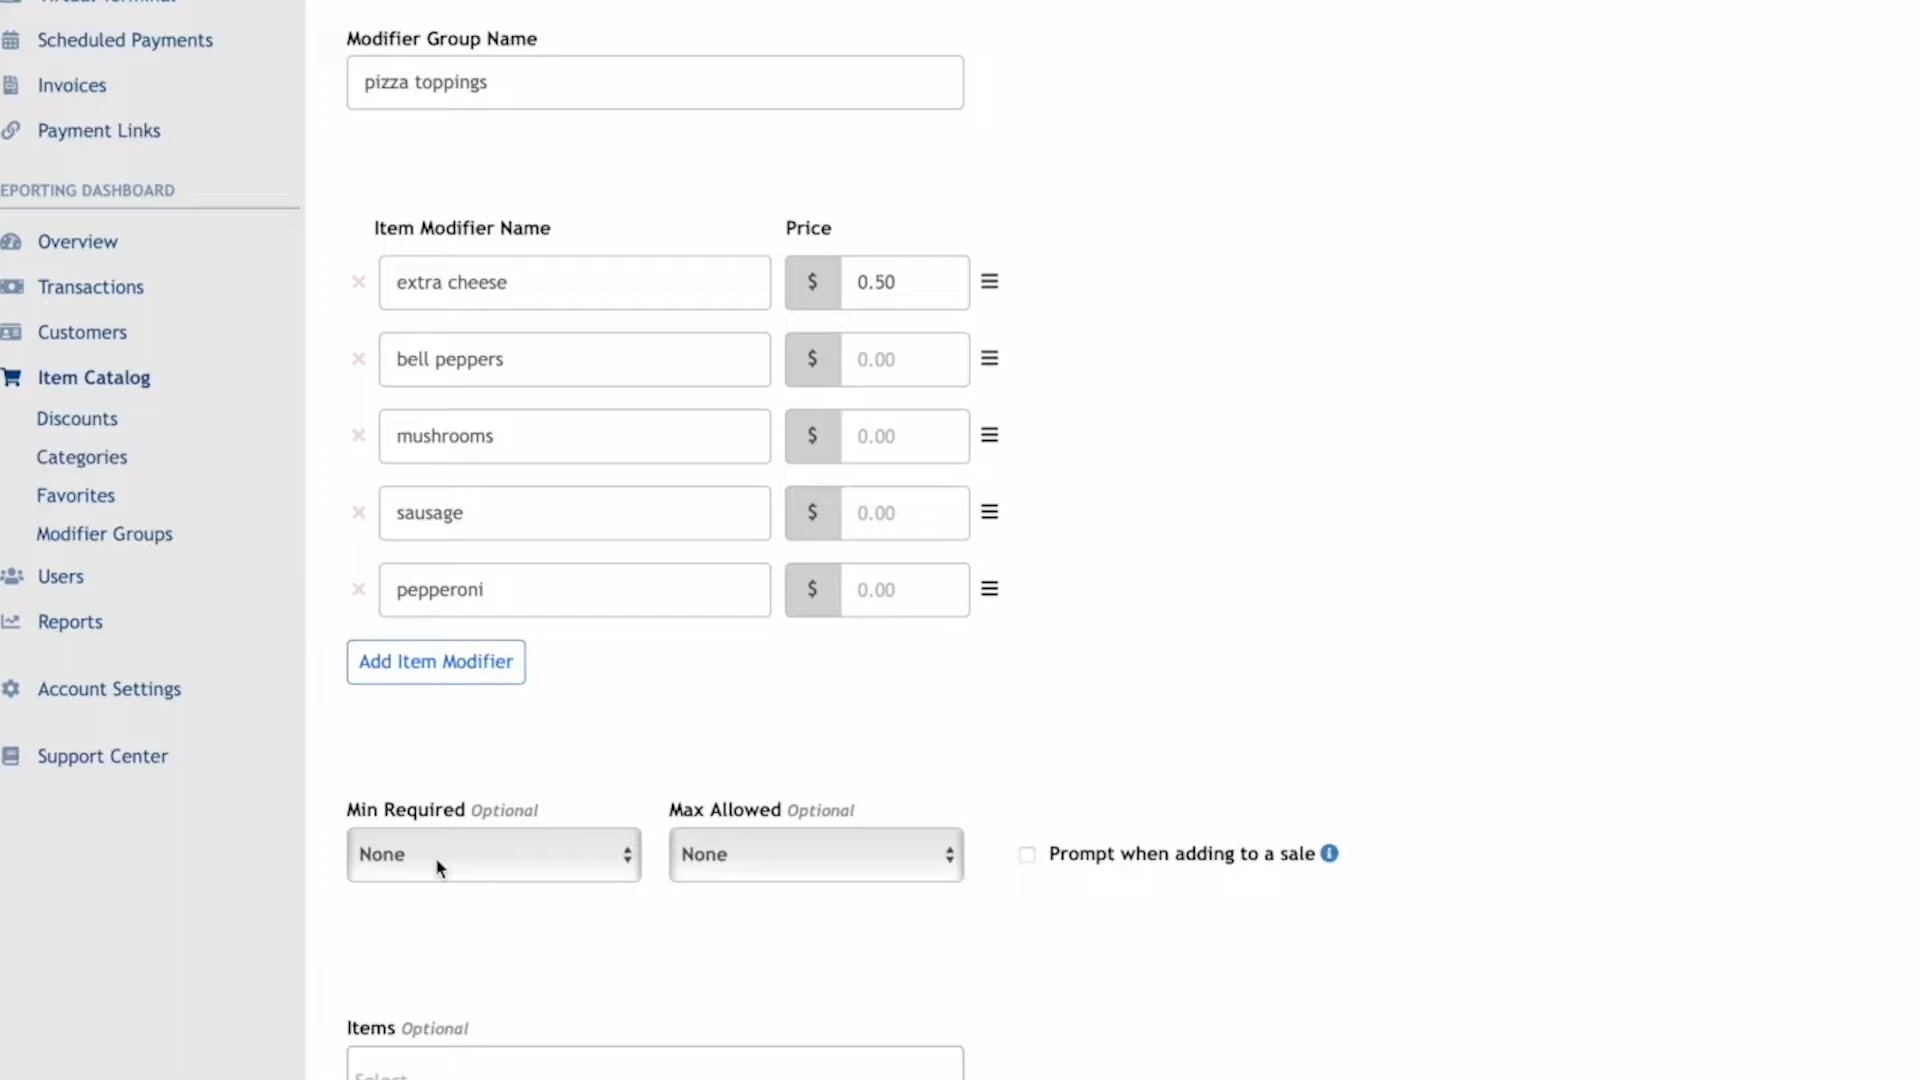 Scheduled Payments
Invoices
Payment Links
EPORTING DASHBOARD
Overview
Transactions
Customers
Item Catalog
Discounts
Categories
Favorites
Modifier Groups
Users
Reports
Account Settings
Support Center
Modifier Group Name
pizza toppings
Item Modifier Name Price
extra cheese $ 0.50
bell peppers $ 0.00
mushrooms $ 0.00
sausage $ 0.00
pepperoni $ 0.00
Add Item Modifier
Min Required Optional Max Allowed Optional
None None Prompt when adding to a sale
Items Optional